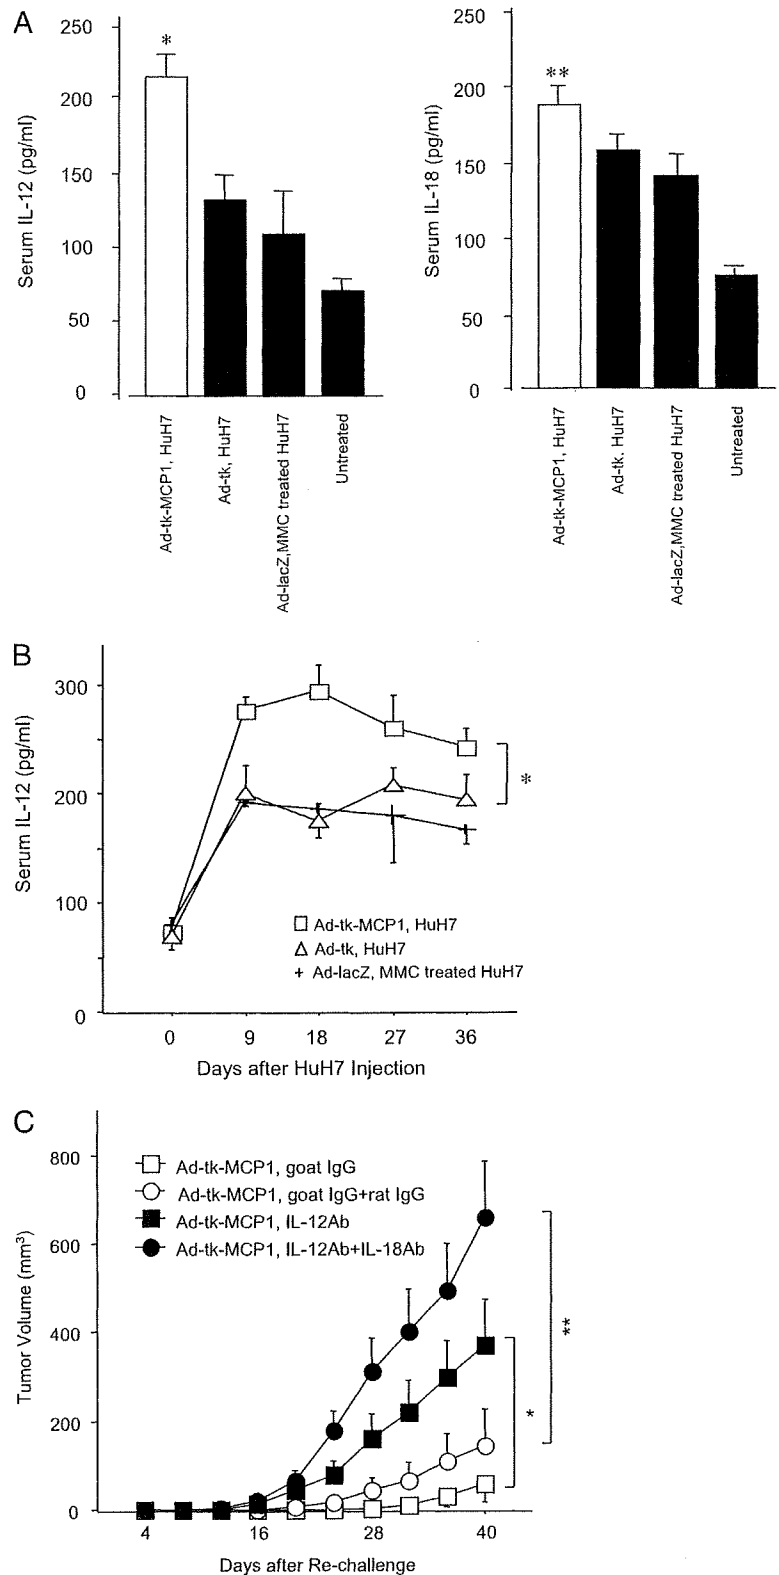 A
250
200
150
100
50
0
Serum IL-12 (pg/ml)
*
Ad-tk-MCP1, HuH7
Ad-tk, HuH7
Ad-lacZ,MMC treated HuH7
Untreated
250
200
150
100
50
0
Serum IL-18 (pg/ml)
**
Ad-tk-MCP1, HuH7
Ad-tk. HuH7
Ad-lacZ,MMC treated HuH7
Untreated
B
300
200
100
0
Serum IL-12 (pg/ml)
*
Ad-tk-MCP1, HuH7
Ad-tk, HuH7
Ad-lacZ, MMC treated HuH7
0 9 18 27 36
Days after HuH7 Injection
C
800
600
400
200
0
Tumor Volume (mm³)
Ad-tk-MCP1, goat IgG
Ad-tk-MCP1, goat IgG+rat IgG
Ad-tk-MCP1, IL-12Ab
Ad-tk-MCP1, IL-12Ab+IL-18Ab
**
*
4 16 28 40
Days after Re-challenge